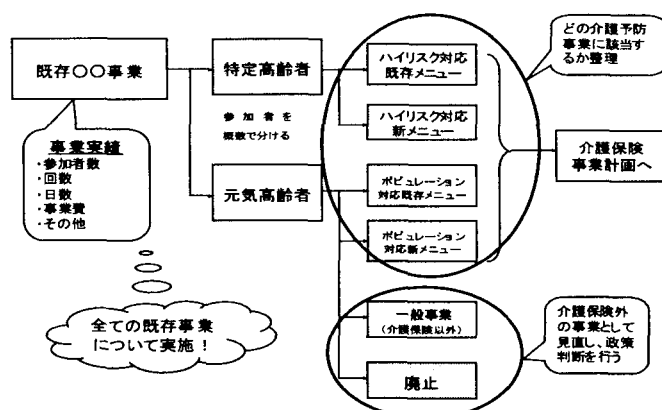 既存〇〇事業
特定高齢者
参加者を
概数で分ける
元気高齢者
ハイリスク対応
既存メニュー
ハイリスク対応
新メニュー
ポピュレーション
対応既存メニュー
ポピュレーション
対応新メニュー
一般事業
（介護保険以外）
廃止
どの介護予防
事業に該当す
るか整理
介護保険
事業計画へ
介護保険外
の事業として
見直し、政策
判断を行う
事業実績
・参加者数
・回数
・日数
・事業費
・その他
全ての既存事業
について実施！